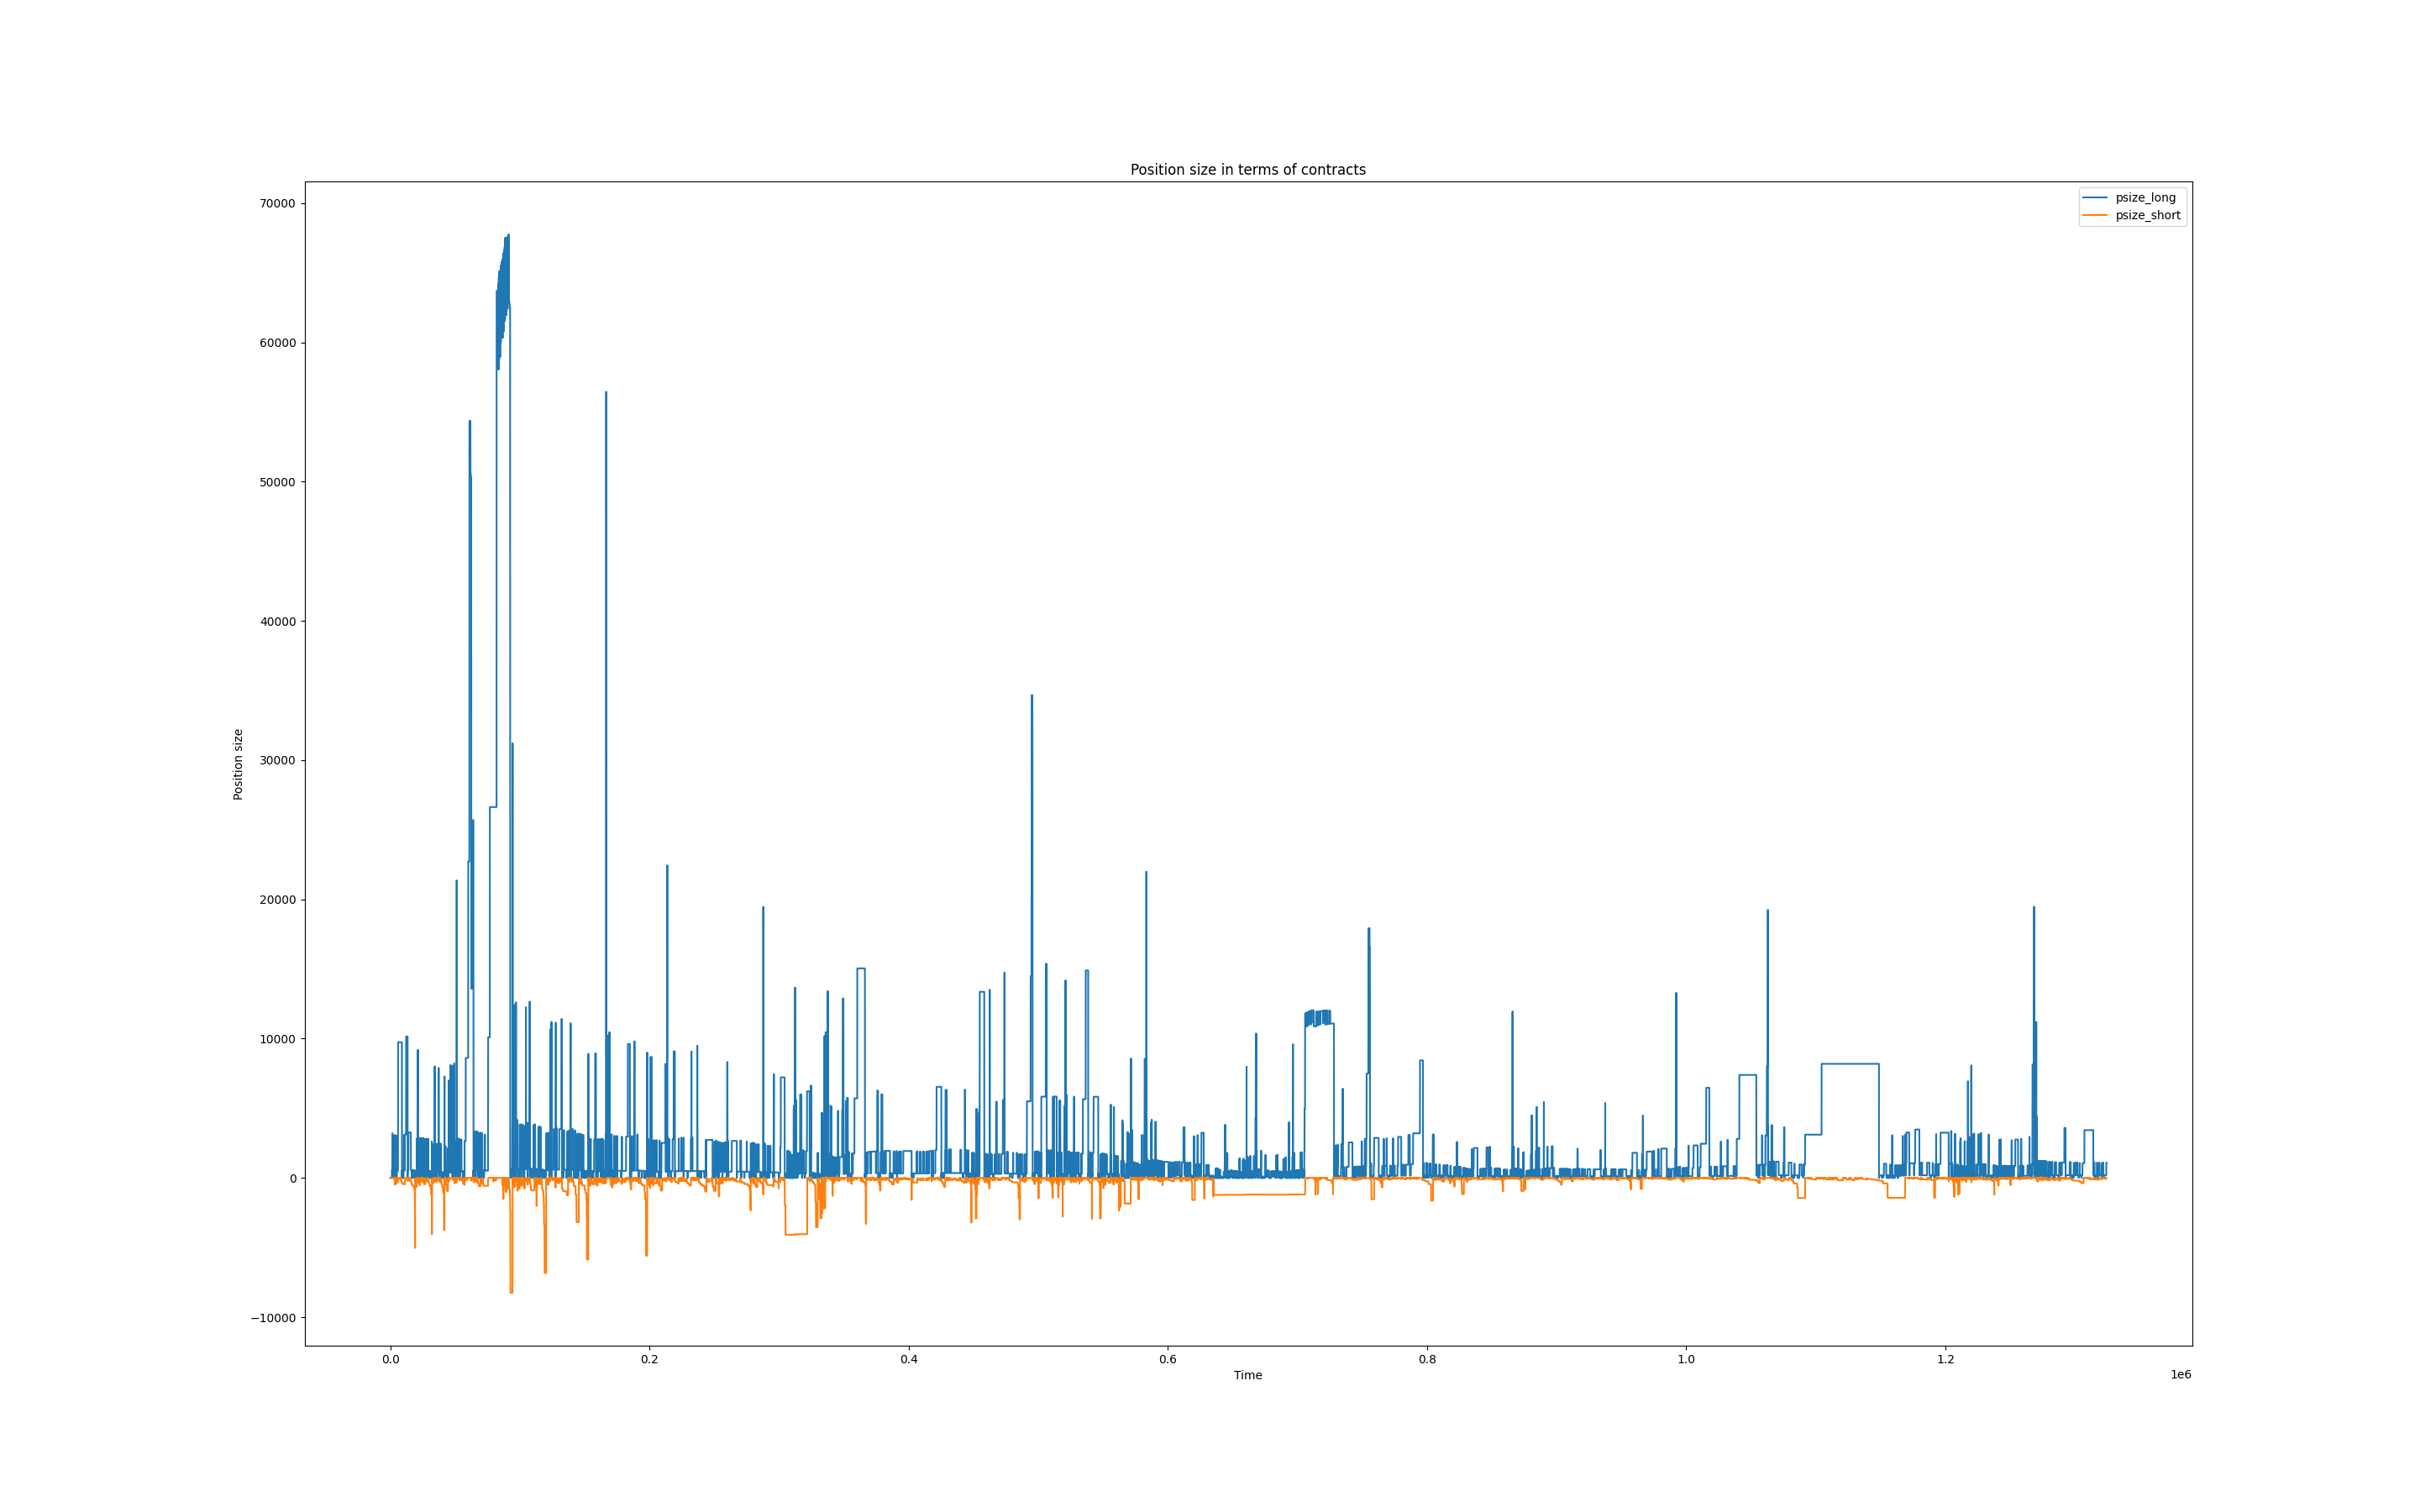 Position size in terms of contracts
psize_long
psize_short
70000
60000
50000
40000
30000
20000
10000
0
−10000
Position size
0.0
0.2
0.4
0.6
0.8
1.0
1.2
Time
1e6